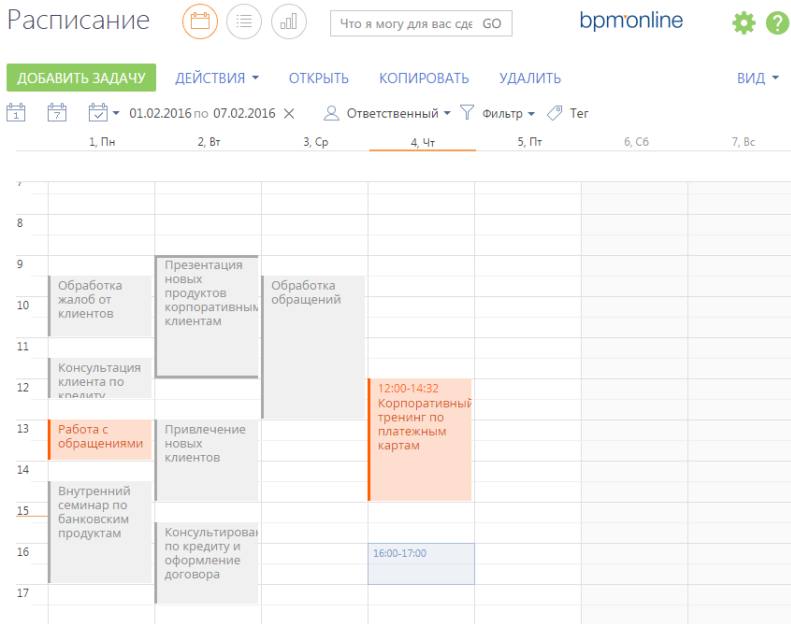 Расписание
Что я могу для вас сде GO
bpm'online
?
ДОБАВИТЬ ЗАДАЧУ ДЕЙСТВИЯ ОТКРЫТЬ КОПИРОВАТЬ УДАЛИТЬ ВИД
1 7 01.02.2016 по 07.02.2016 Ответственный Фильтр Тег
1, Пн 2, Вт 3, Ср 4, Чт 5, Пт 6, Сб 7, Вс
7
8
9
Презентация
новых
продуктов
корпоративным
клиентам
Обработка
жалоб от
клиентов
Обработка
обращений
10
11
Консультация
клиента по
кредиту
12
12:00-14:32
Корпоративный
тренинг по
платежным
картам
13
Работа с
обращениями
Привлечение
новых
клиентов
14
Внутренний
семинар по
банковским
продуктам
15
Консультирован
по кредиту и
оформление
договора
16
16:00-17:00
17